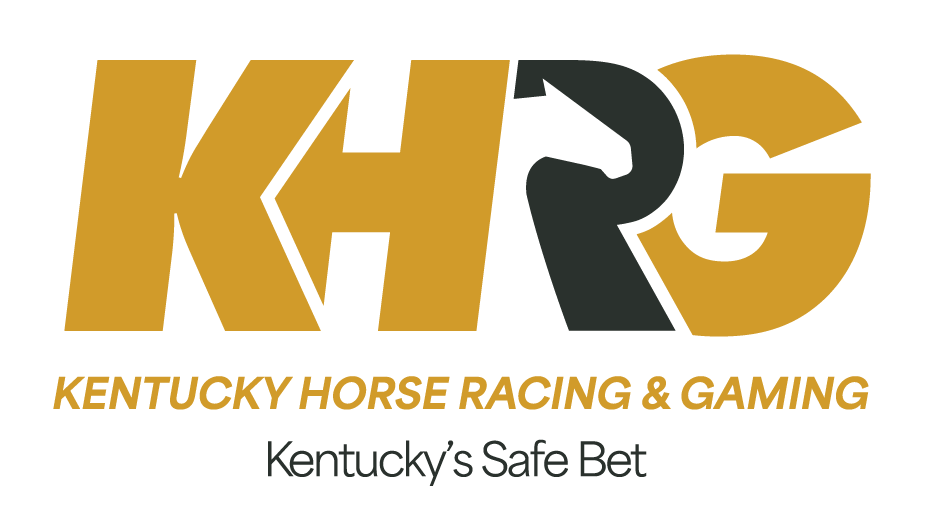 KHRG
KENTUCKY HORSE RACING & GAMING
Kentucky’s Safe Bet